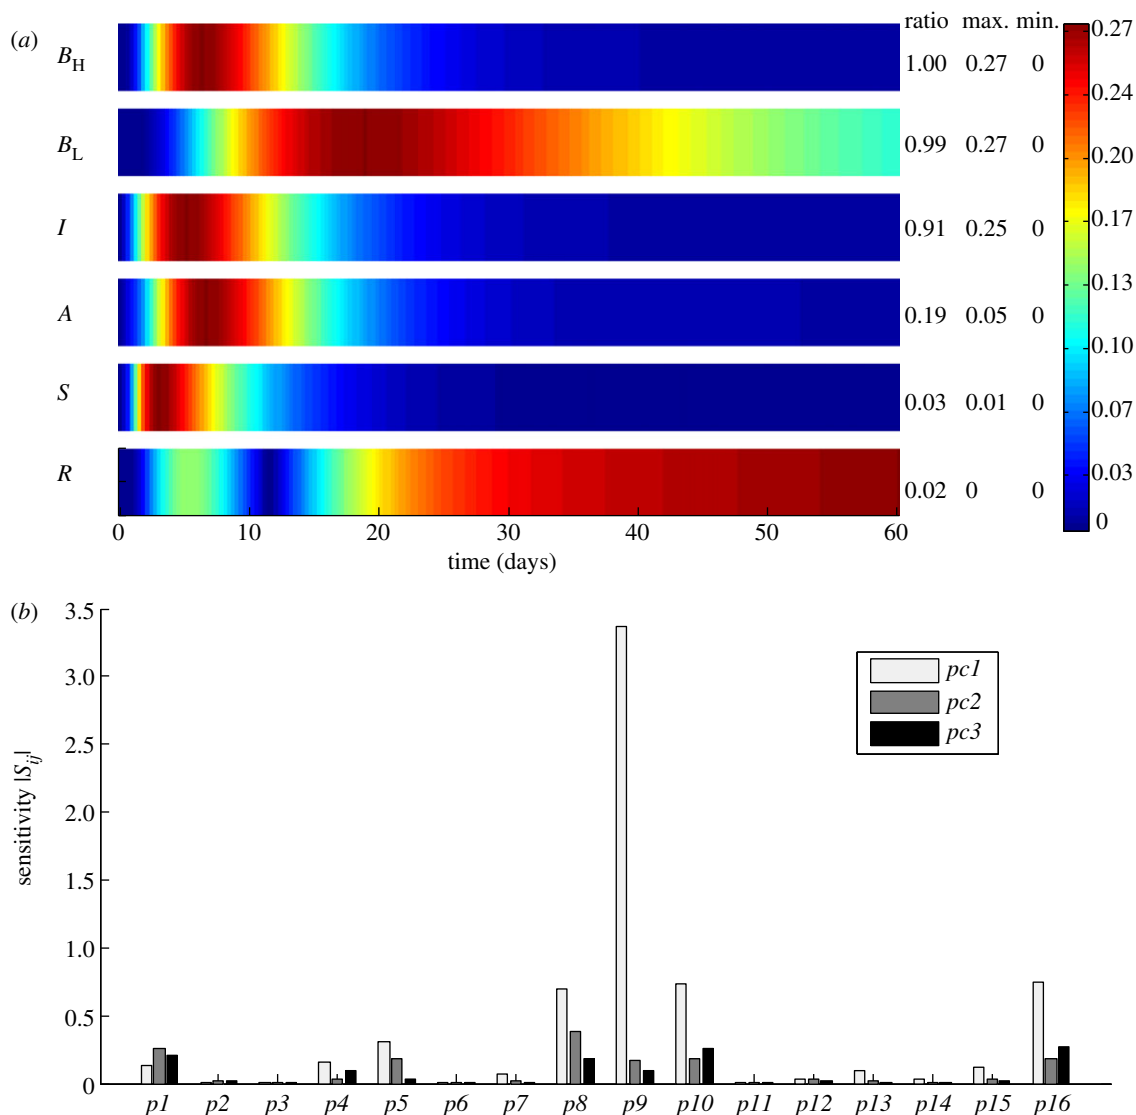 (a)
ratio max. min.
B_H 1.00 0.27 0
B_L 0.99 0.27 0
I 0.91 0.25 0
A 0.19 0.05 0
S 0.03 0.01 0
R 0.02 0 0
0.27
0.24
0.20
0.17
0.13
0.10
0.07
0.03
0
0 10 20 30 40 50 60
time (days)
(b)
3.5
3.0
2.5
2.0
1.5
1.0
0.5
0
sensitivity |S_ij|
pc1
pc2
pc3
p1 p2 p3 p4 p5 p6 p7 p8 p9 p10 p11 p12 p13 p14 p15 p16